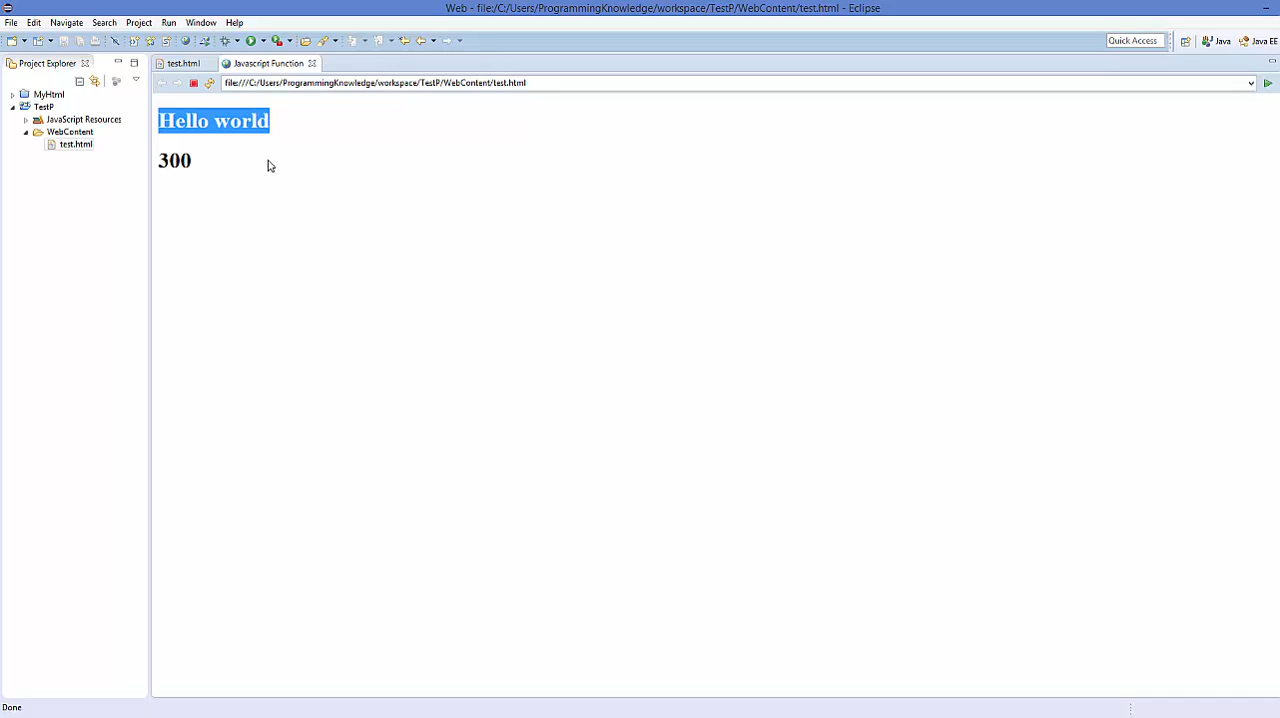 Web - file:/C:/Users/ProgrammingKnowledge/workspace/TestP/WebContent/test.html - Eclipse
File Edit Navigate Search Project Run Window Help
Quick Access Java Java EE
Project Explorer test.html Javascript Function
file:///C:/Users/ProgrammingKnowledge/workspace/TestP/WebContent/test.html
MyHtml
TestP
JavaScript Resources
WebContent
test.html
Hello world
300
Done